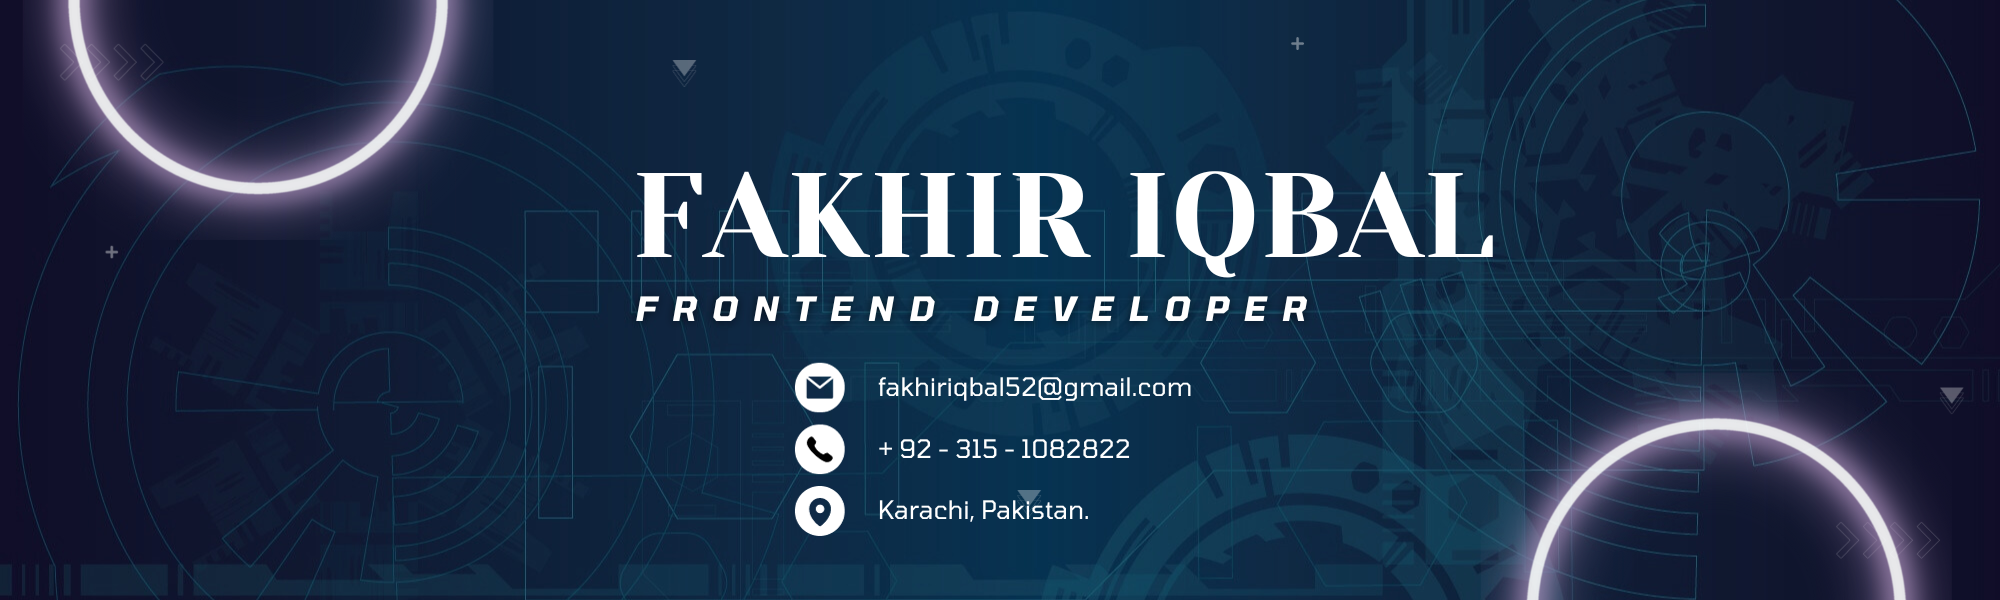 FAKHIR IQBAL
FRONTEND DEVELOPER
fakhiriqbal52@gmail.com
+ 92 - 315 - 1082822
Karachi, Pakistan.